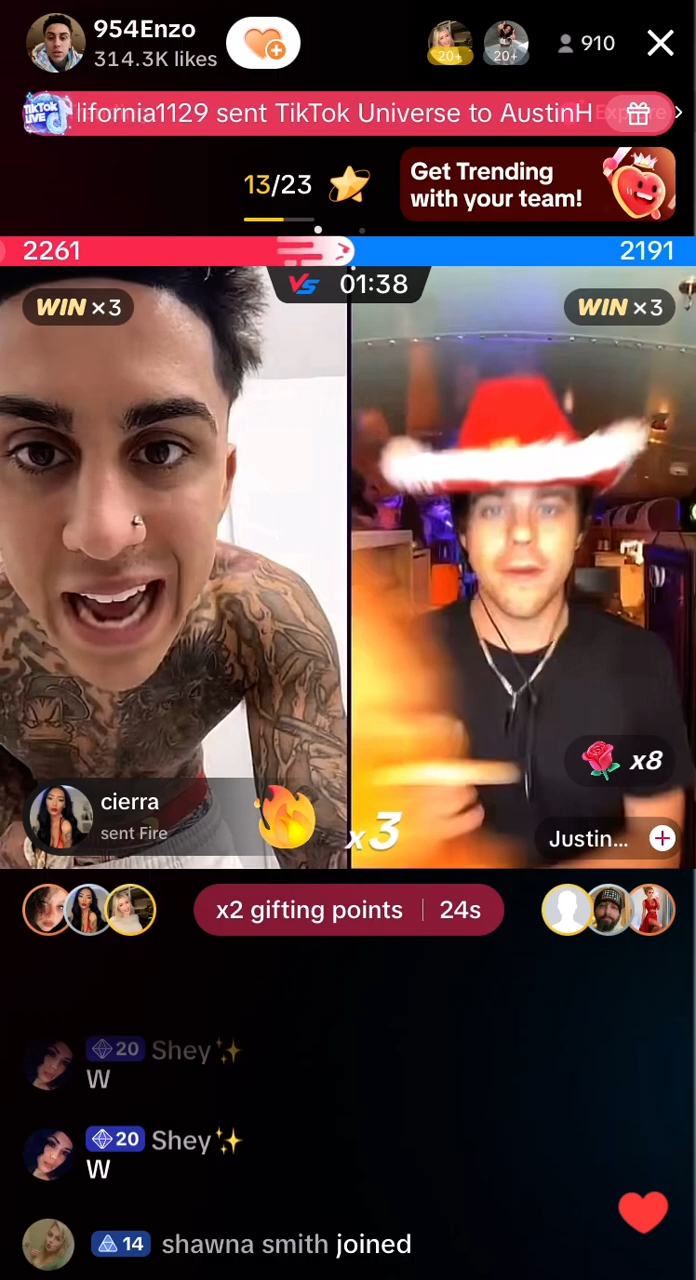 954Enzo
314.3K likes
20+
20+
910
TikTok LIVE
lifornia1129 sent TikTok Universe to AustinH
13/23
Get Trending
with your team!
2261
2191
VS 01:38
WIN x3
WIN x3
x8
cierra
sent Fire
x3
Justin...
x2 gifting points | 24s
20 Shey✨
W
20 Shey✨
W
14 shawna smith joined